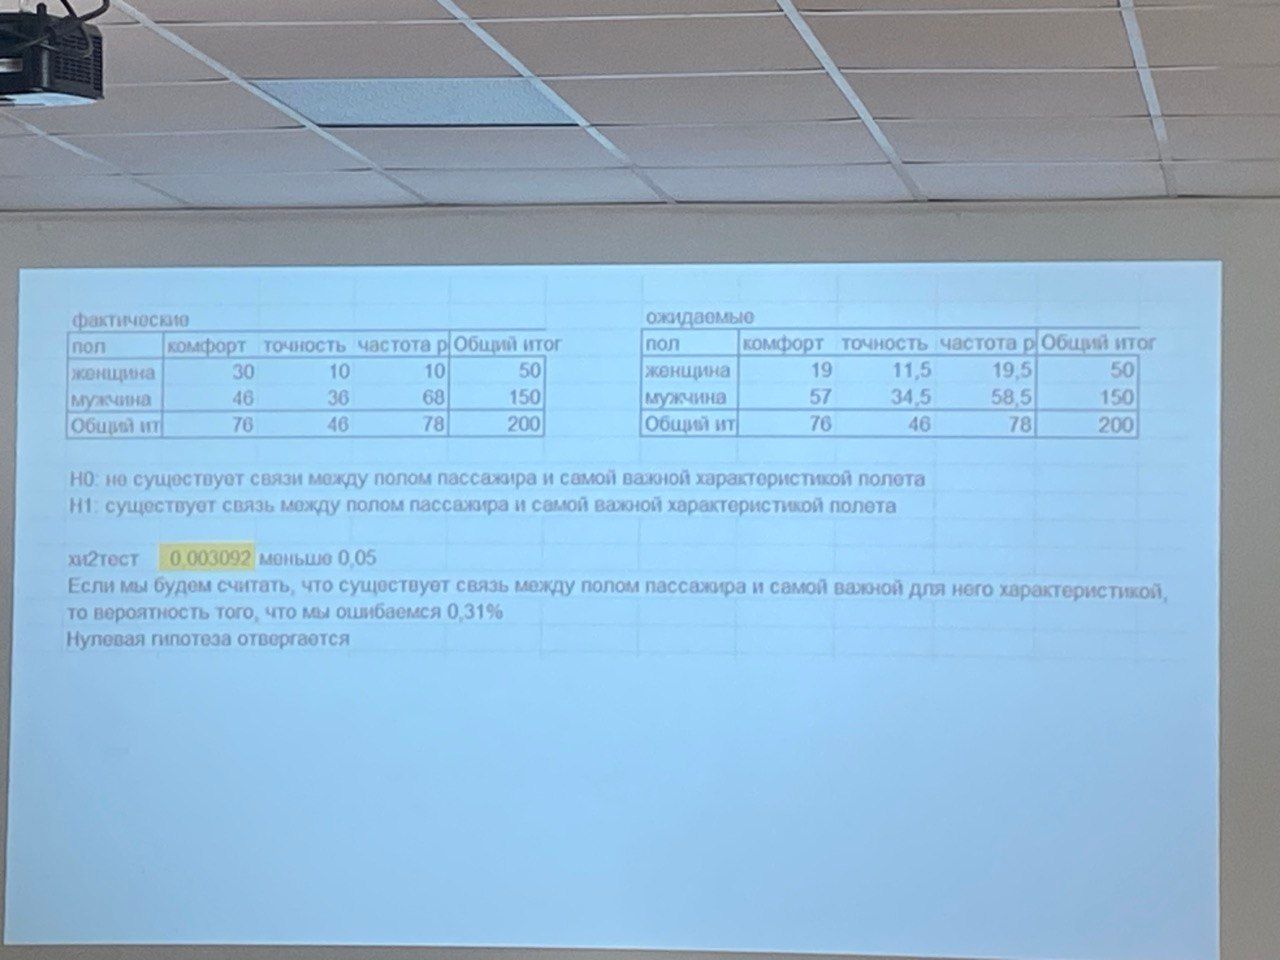 фактические
пол комфорт точность частота р Общий итог
женщина 30 10 10 50
мужчина 46 36 68 150
Общий ит 76 46 78 200
ожидаемые
пол комфорт точность частота р Общий итог
женщина 19 11,5 19,5 50
мужчина 57 34,5 58,5 150
Общий ит 76 46 78 200
Н0: не существует связи между полом пассажира и самой важной характеристикой полета
Н1: существует связь между полом пассажира и самой важной характеристикой полета
хи2тест 0,003092 меньше 0,05
Если мы будем считать, что существует связь между полом пассажира и самой важной для него характеристикой,
то вероятность того, что мы ошибаемся 0,31%
Нулевая гипотеза отвергается